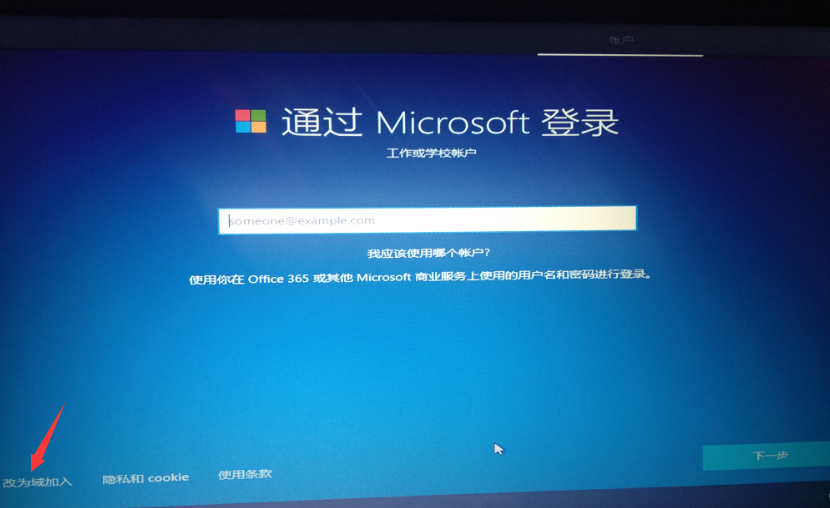 帐户
通过 Microsoft 登录
工作或学校帐户
someone@example.com
我应该使用哪个帐户?
使用你在 Office 365 或其他 Microsoft 商业服务上使用的用户名和密码进行登录。
下一步
改为域加入
隐私和 cookie
使用条款